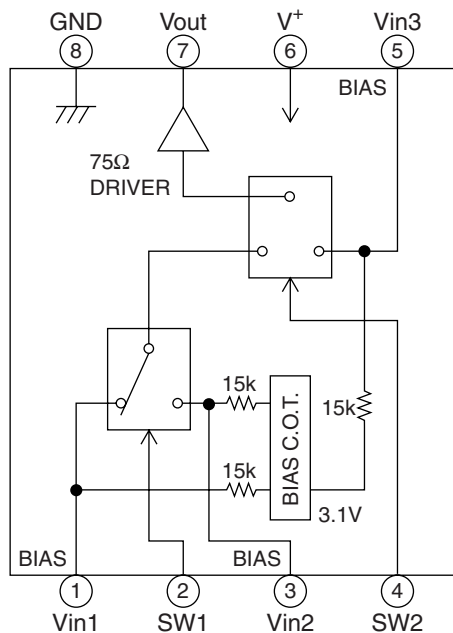 GND Vout V+ Vin3
8 7 6 5
BIAS
75Ω
DRIVER
15k
BIAS C.O.T.
15k
15k
3.1V
BIAS BIAS
1 2 3 4
Vin1 SW1 Vin2 SW2